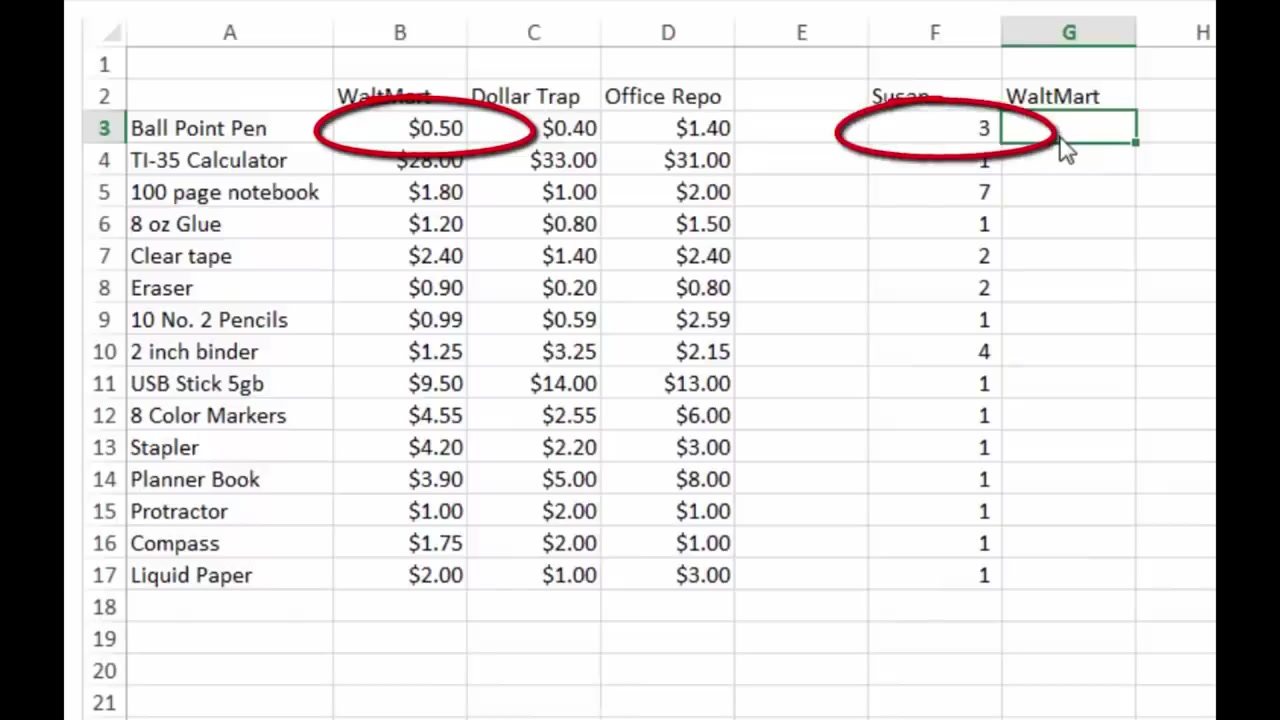 A B C D E F G H
1
2 WaltMart Dollar Trap Office Repo Susan WaltMart
3 Ball Point Pen $0.50 $0.40 $1.40 3
4 TI-35 Calculator $28.00 $33.00 $31.00 1
5 100 page notebook $1.80 $1.00 $2.00 7
6 8 oz Glue $1.20 $0.80 $1.50 1
7 Clear tape $2.40 $1.40 $2.40 2
8 Eraser $0.90 $0.20 $0.80 2
9 10 No. 2 Pencils $0.99 $0.59 $2.59 1
10 2 inch binder $1.25 $3.25 $2.15 4
11 USB Stick 5gb $9.50 $14.00 $13.00 1
12 8 Color Markers $4.55 $2.55 $6.00 1
13 Stapler $4.20 $2.20 $3.00 1
14 Planner Book $3.90 $5.00 $8.00 1
15 Protractor $1.00 $2.00 $1.00 1
16 Compass $1.75 $2.00 $1.00 1
17 Liquid Paper $2.00 $1.00 $3.00 1
18
19
20
21